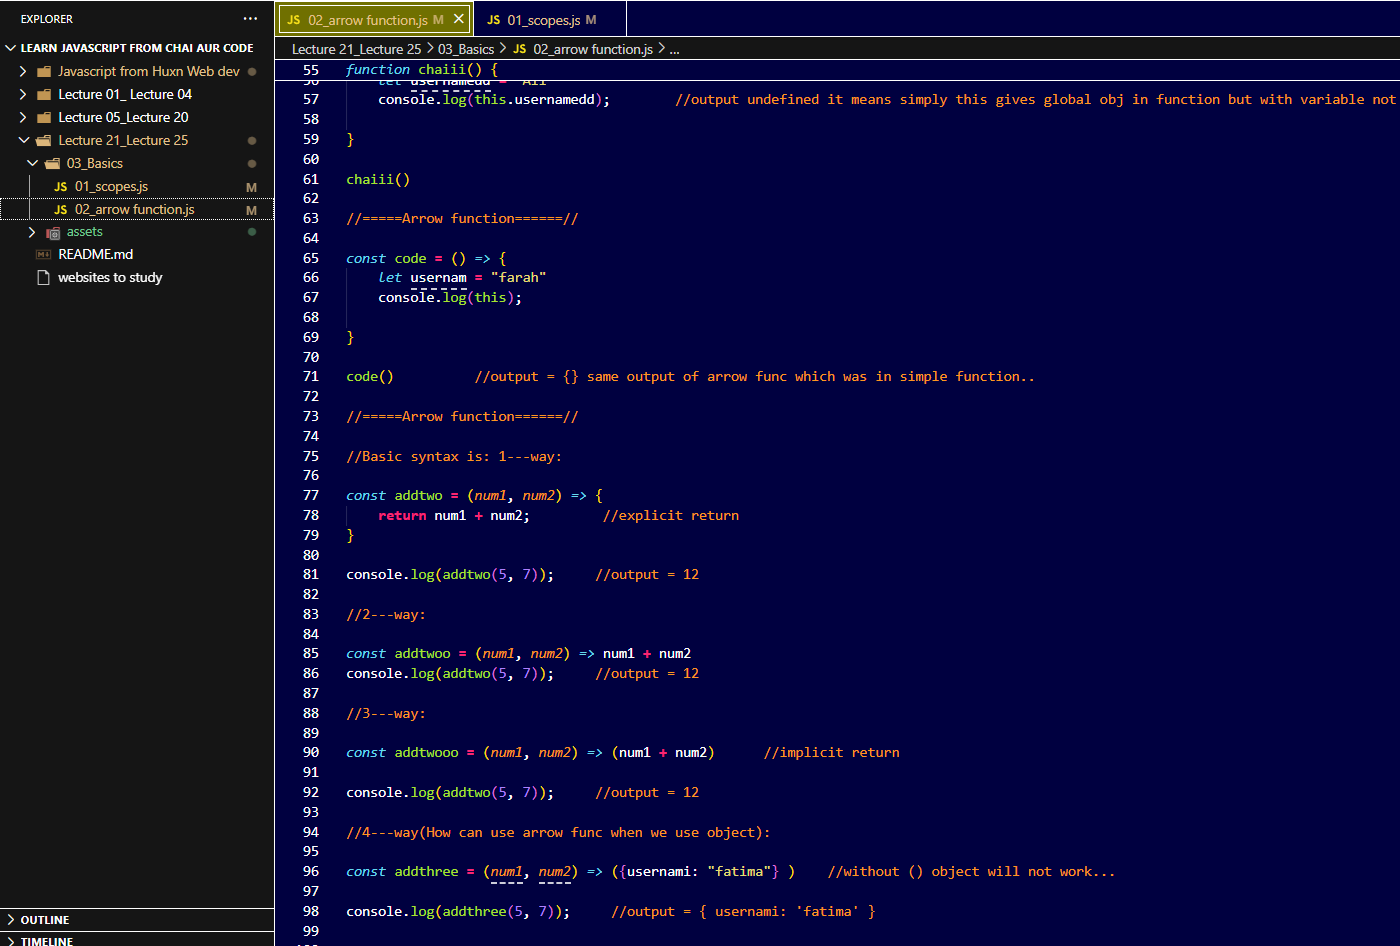 EXPLORER
LEARN JAVASCRIPT FROM CHAI AUR CODE
Javascript from Huxn Web dev
Lecture 01_ Lecture 04
Lecture 05_Lecture 20
Lecture 21_Lecture 25
03_Basics
JS 01_scopes.js M
JS 02_arrow function.js M
assets
README.md
websites to study
OUTLINE
TIMELINE
JS 02_arrow function.js M
JS 01_scopes.js M
Lecture 21_Lecture 25 > 03_Basics > JS 02_arrow function.js > ...
55 function chaiii() {
56 let usernamedd = "Ali"
57 console.log(this.usernamedd); //output undefined it means simply this gives global obj in function but with variable not
58
59 }
60
61 chaiii()
62
63 //=====Arrow function======//
64
65 const code = () => {
66 let usernam = "farah"
67 console.log(this);
68
69 }
70
71 code() //output = {} same output of arrow func which was in simple function..
72
73 //=====Arrow function======//
74
75 //Basic syntax is: 1---way:
76
77 const addtwo = (num1, num2) => {
78 return num1 + num2; //explicit return
79 }
80
81 console.log(addtwo(5, 7)); //output = 12
82
83 //2---way:
84
85 const addtwoo = (num1, num2) => num1 + num2
86 console.log(addtwo(5, 7)); //output = 12
87
88 //3---way:
89
90 const addtwooo = (num1, num2) => (num1 + num2) //implicit return
91
92 console.log(addtwo(5, 7)); //output = 12
93
94 //4---way(How can use arrow func when we use object):
95
96 const addthree = (num1, num2) => ({usernami: "fatima"} ) //without () object will not work...
97
98 console.log(addthree(5, 7)); //output = { usernami: 'fatima' }
99